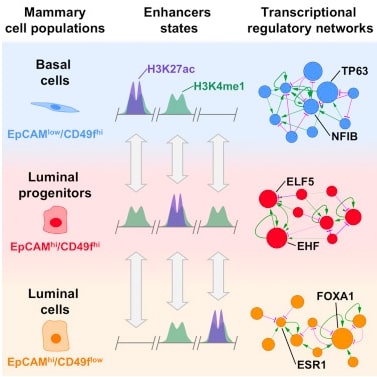 Mammary
cell populations
Enhancers
states
Transcriptional
regulatory networks
Basal
cells
EpCAMlow/CD49fhi
H3K27ac
H3K4me1
TP63
NFIB
Luminal
progenitors
EpCAMhi/CD49fhi
ELF5
EHF
Luminal
cells
EpCAMhi/CD49flow
FOXA1
ESR1